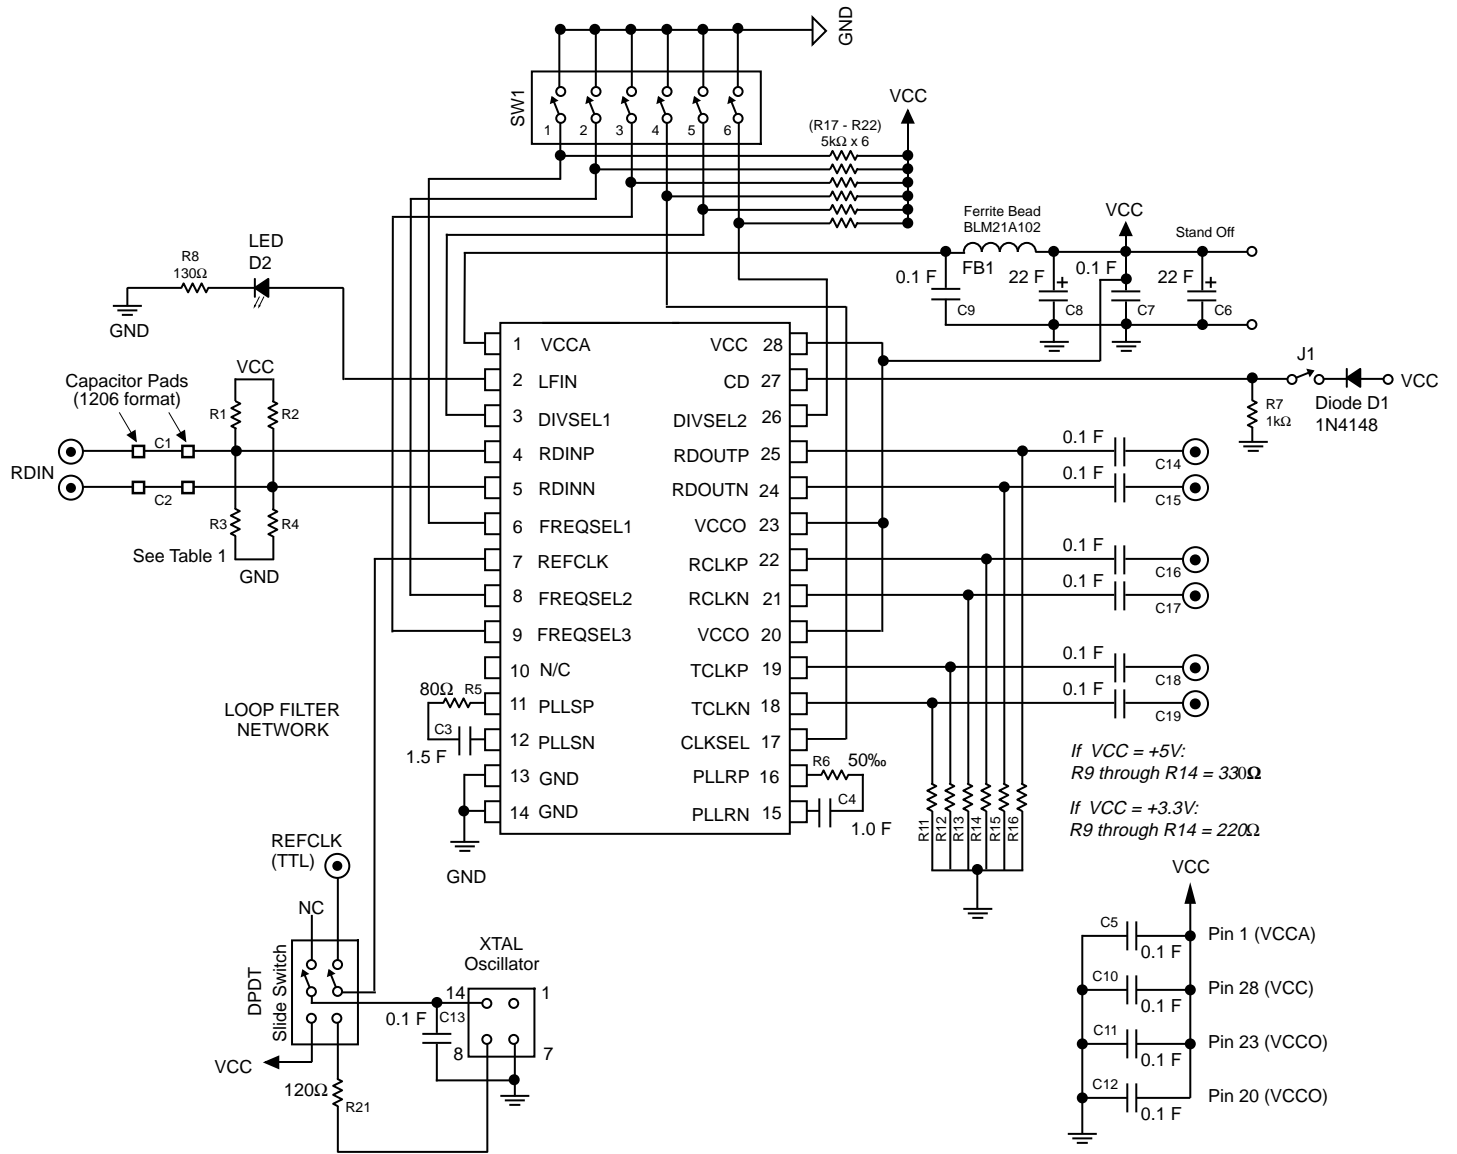 GND
SW1
1 2 3 4 5 6
VCC
(R17 - R22)
5kΩ x 6
Ferrite Bead
BLM21A102
VCC
Stand Off
0.1 F
FB1
22 F
+
0.1 F
22 F
+
C9
C8
C7
C6
LED
D2
R8
130Ω
GND
VCC
Capacitor Pads
(1206 format)
R1
R2
C1
RDIN
C2
R3
R4
See Table 1
GND
1 VCCA
2 LFIN
3 DIVSEL1
4 RDINP
5 RDINN
6 FREQSEL1
7 REFCLK
8 FREQSEL2
9 FREQSEL3
10 N/C
11 PLLSP
12 PLLSN
13 GND
14 GND
VCC 28
CD 27
DIVSEL2 26
RDOUTP 25
RDOUTN 24
VCCO 23
RCLKP 22
RCLKN 21
VCCO 20
TCLKP 19
TCLKN 18
CLKSEL 17
PLLRP 16
PLLRN 15
J1
VCC
R7
1kΩ
Diode D1
1N4148
0.1 F
C14
0.1 F
C15
0.1 F
C16
0.1 F
C17
0.1 F
C18
0.1 F
C19
LOOP FILTER
NETWORK
80Ω
R5
C3
1.5 F
GND
R6
50‰
C4
1.0 F
R11
R12
R13
R14
R15
R16
If VCC = +5V:
R9 through R14 = 330Ω
If VCC = +3.3V:
R9 through R14 = 220Ω
REFCLK
(TTL)
NC
DPDT
Slide Switch
VCC
120Ω
R21
XTAL
Oscillator
14
1
0.1 F
C13
8
7
VCC
C5
0.1 F
Pin 1 (VCCA)
C10
0.1 F
Pin 28 (VCC)
C11
0.1 F
Pin 23 (VCCO)
C12
0.1 F
Pin 20 (VCCO)